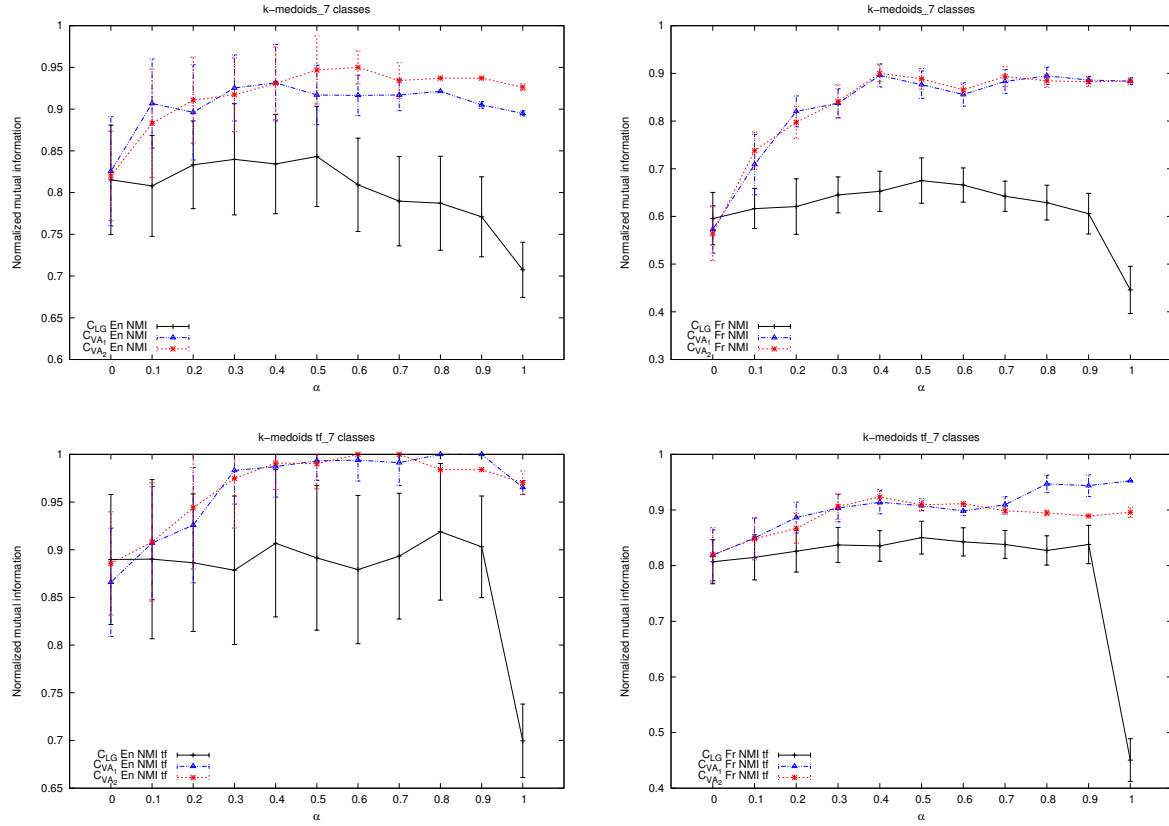 k-medoids_7 classes
Normalized mutual information
1
0.95
0.9
0.85
0.8
0.75
0.7
0.65
0.6
C_LG En NMI
C_VA_1 En NMI
C_VA_2 En NMI
0 0.1 0.2 0.3 0.4 0.5 0.6 0.7 0.8 0.9 1
α
k-medoids_7 classes
Normalized mutual information
1
0.9
0.8
0.7
0.6
0.5
0.4
0.3
C_LG Fr NMI
C_VA_1 Fr NMI
C_VA_2 Fr NMI
0 0.1 0.2 0.3 0.4 0.5 0.6 0.7 0.8 0.9 1
α
k-medoids tf_7 classes
Normalized mutual information
1
0.95
0.9
0.85
0.8
0.75
0.7
0.65
C_LG En NMI tf
C_VA_1 En NMI tf
C_VA_2 En NMI tf
0 0.1 0.2 0.3 0.4 0.5 0.6 0.7 0.8 0.9 1
α
k-medoids tf_7 classes
Normalized mutual information
1
0.9
0.8
0.7
0.6
0.5
0.4
C_LG Fr NMI tf
C_VA_1 Fr NMI tf
C_VA_2 Fr NMI tf
0 0.1 0.2 0.3 0.4 0.5 0.6 0.7 0.8 0.9 1
α